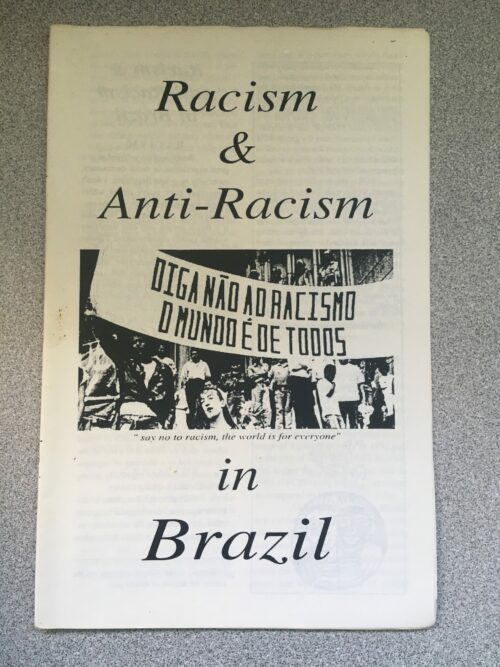 Racism
&
Anti-Racism
DIGA NÃO AO RACISMO
O MUNDO É DE TODOS
" say no to racism, the world is for everyone"
in
Brazil